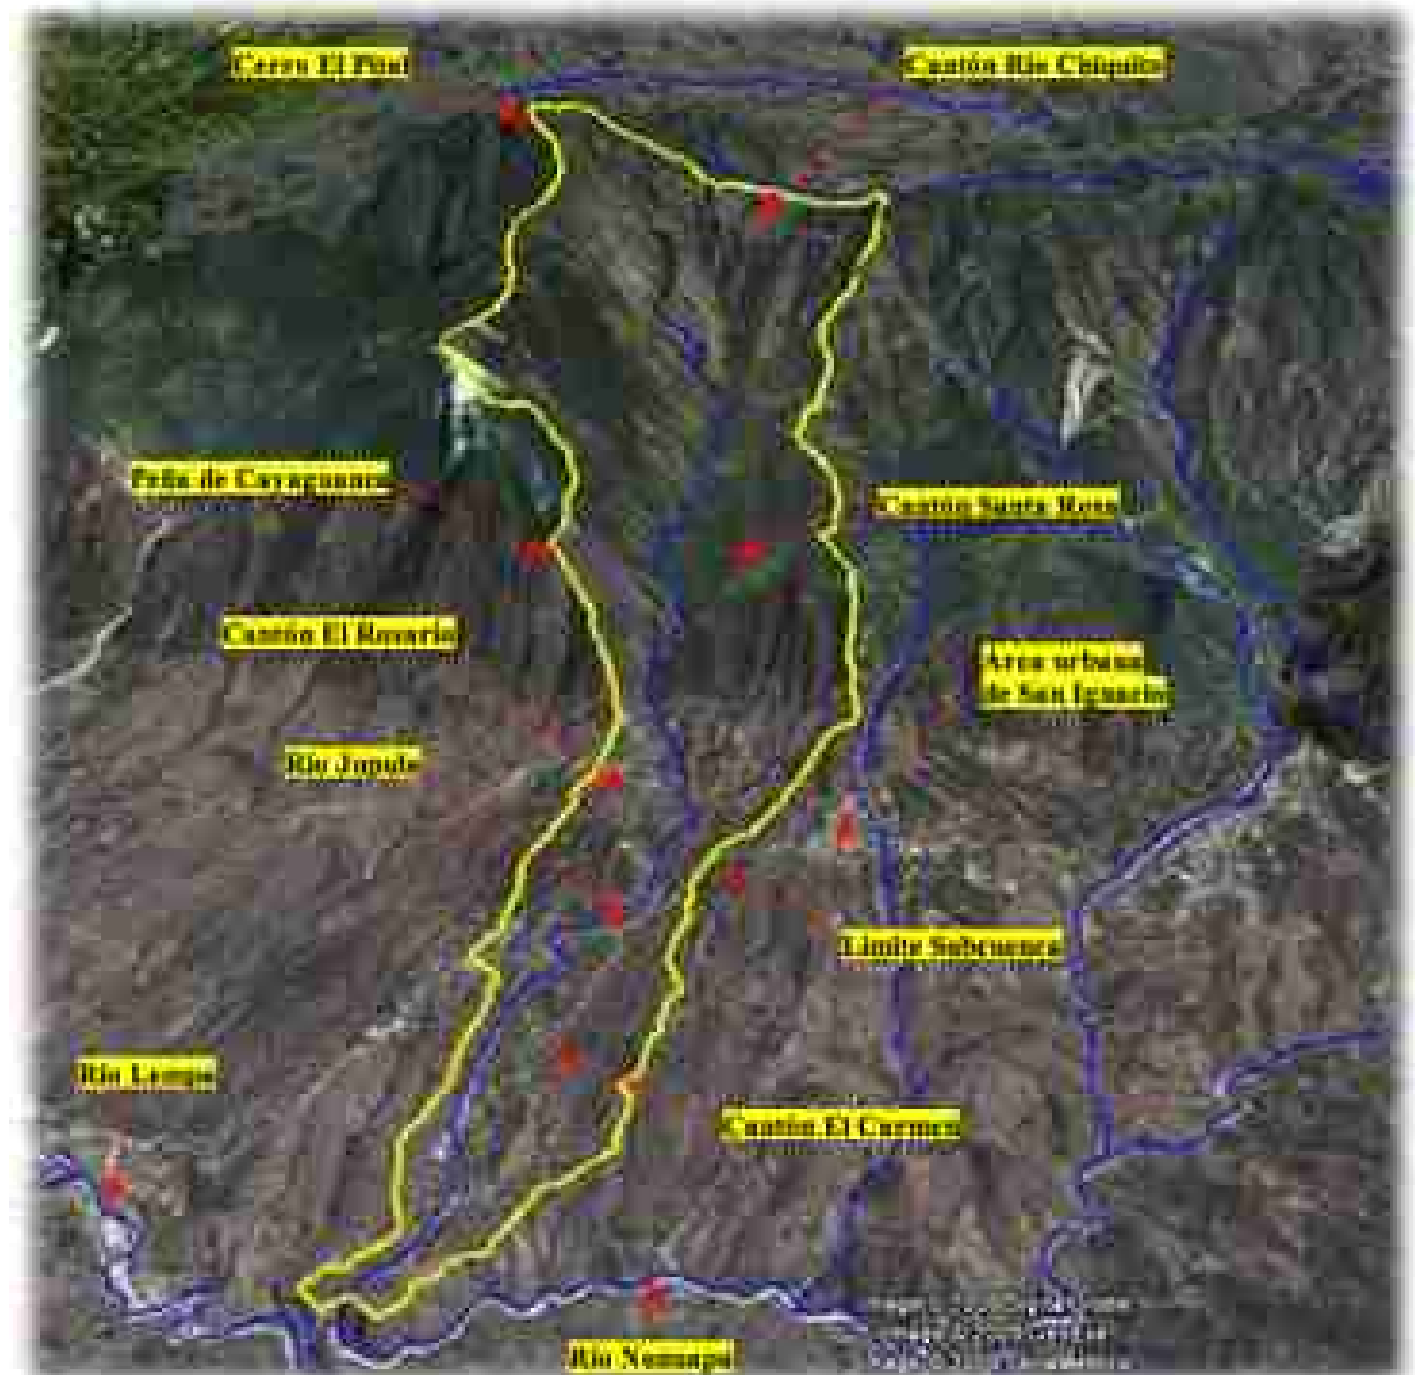 Cerro El Pital
Cantón Río Chiquito
Peña de Cayaguanca
Cantón Santa Rosa
Cantón El Rosario
Area urbana
de San Ignacio
Río Jupula
Límite Subcuenca
Río Lempa
Cantón El Carmen
Río Nunuapa